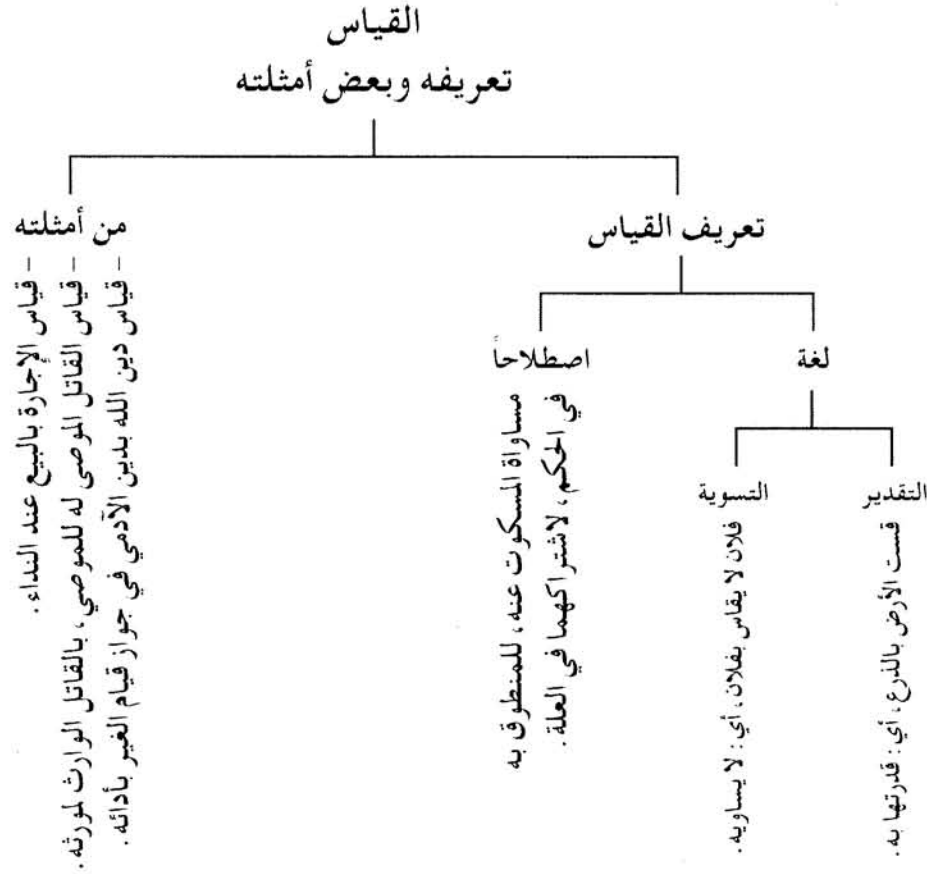 القياس
تعريفه وبعض أمثلته
تعريف القياس
لغة
التقدير
قست الأرض بالذرع، أي: قدرتها به.
التسوية
فلان لا يقاس بفلان، أي: لا يساويه.
اصطلاحاً
مساواة المسكوت عنه، للمنطوق به
في الحكم، لاشتراكهما في العلة.
من أمثلته
– قياس دين الله بدين الآدمي في جواز قيام الغير بأدائه.
– قياس القاتل الموصى له للموصي، بالقاتل الوارث لمورثه.
– قياس الإجارة بالبيع عند النداء.